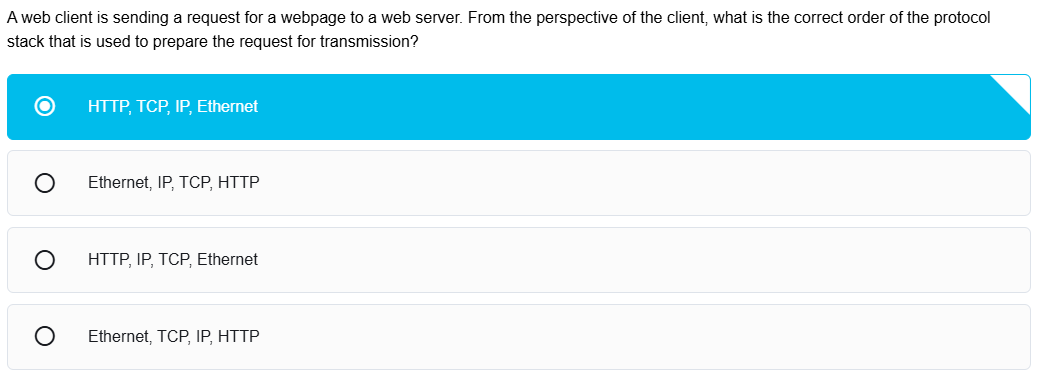 A web client is sending a request for a webpage to a web server. From the perspective of the client, what is the correct order of the protocol
stack that is used to prepare the request for transmission?
HTTP, TCP, IP, Ethernet
Ethernet, IP, TCP, HTTP
HTTP, IP, TCP, Ethernet
Ethernet, TCP, IP, HTTP